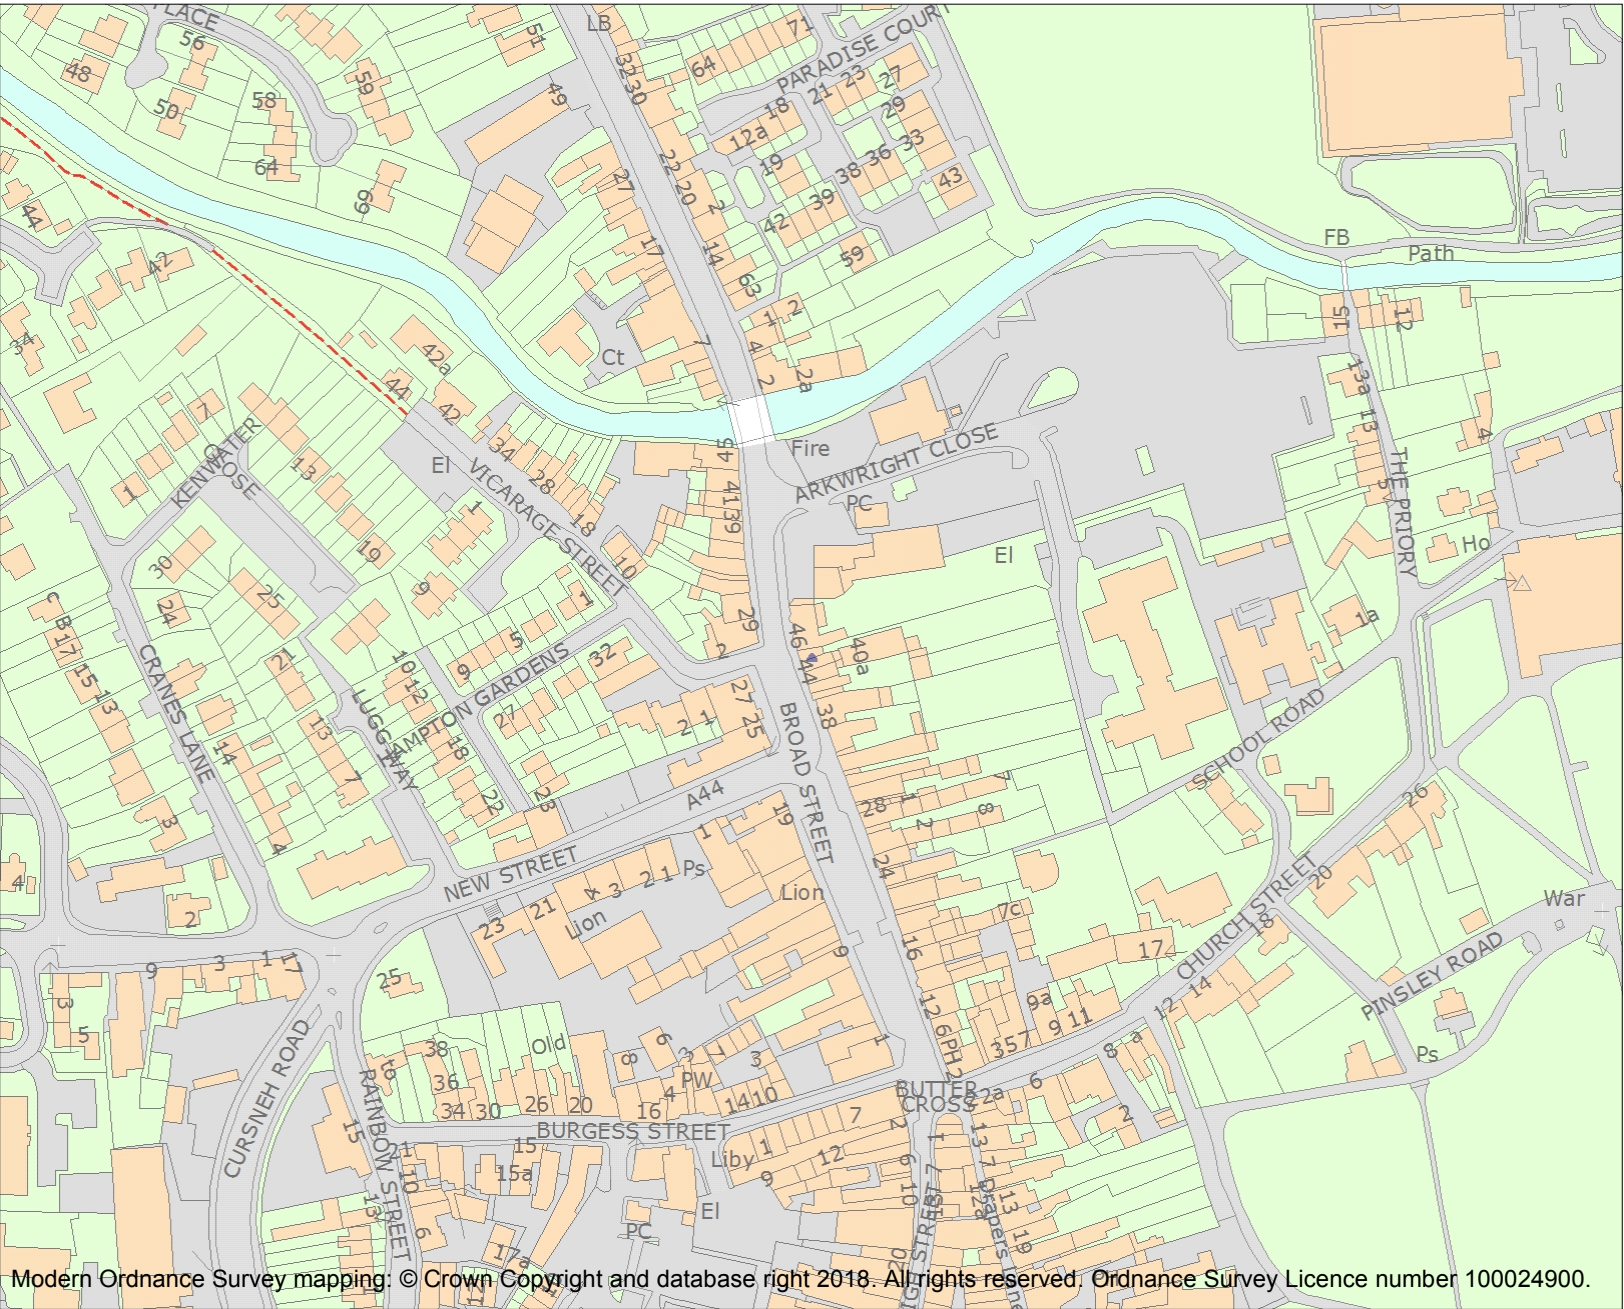 PLACE
56
48
50
58
59
64
69
51
49
LB
32
30
64
71
PARADISE COURT
21
23
27
18
12a
29
19
33
36
38
43
39
42
59
22
20
2
27
17
14
63
1
2
7
4
2
2a
Ct
FB
Path
15
12
13a
13
4
5
THE PRIORY
Ho
1a
44
42
34
42a
44
42
34
28
18
10
El
VICARAGE STREET
1
KENWATER
CLOSE
7
1
13
19
9
30
25
24
C
B
17
15
13
21
CRANES LANE
14
13
7
3
4
LUGG WAY
10
12
HAMPTON GARDENS
9
5
1
32
27
18
22
23
45
Fire
ARKWRIGHT CLOSE
PC
El
41
39
29
2
46
44
40a
38
27
25
2 1
BROAD STREET
A44
NEW STREET
19
28
1
2
7
8
24
SCHOOL ROAD
26
20
18
CHURCH STREET
War
PINSLEY ROAD
Ps
4
2
9
3
1
17
3
5
25
23
21
Lion
4
3
2 1
Ps
1
Lion
9
7c
16
17
12
14
9a
9
11
3 5 7
12
6
PH
2
1
CURSNEH ROAD
RAINBOW STREET
38
36
34
30
Old
26
20
8
6
3
1
3
PW
4
16
14
10
BURGESS STREET
BUTTER
CROSS
2a
6
8
a
2
15
21
10
13
6
15
15a
17a
Liby
1
9
12
7
El
PC
2
6
10
20
1
7
HIGH STREET
13
7
12a
Drapers Lane
13
19
Modern Ordnance Survey mapping: © Crown Copyright and database right 2018. All rights reserved. Ordnance Survey Licence number 100024900.